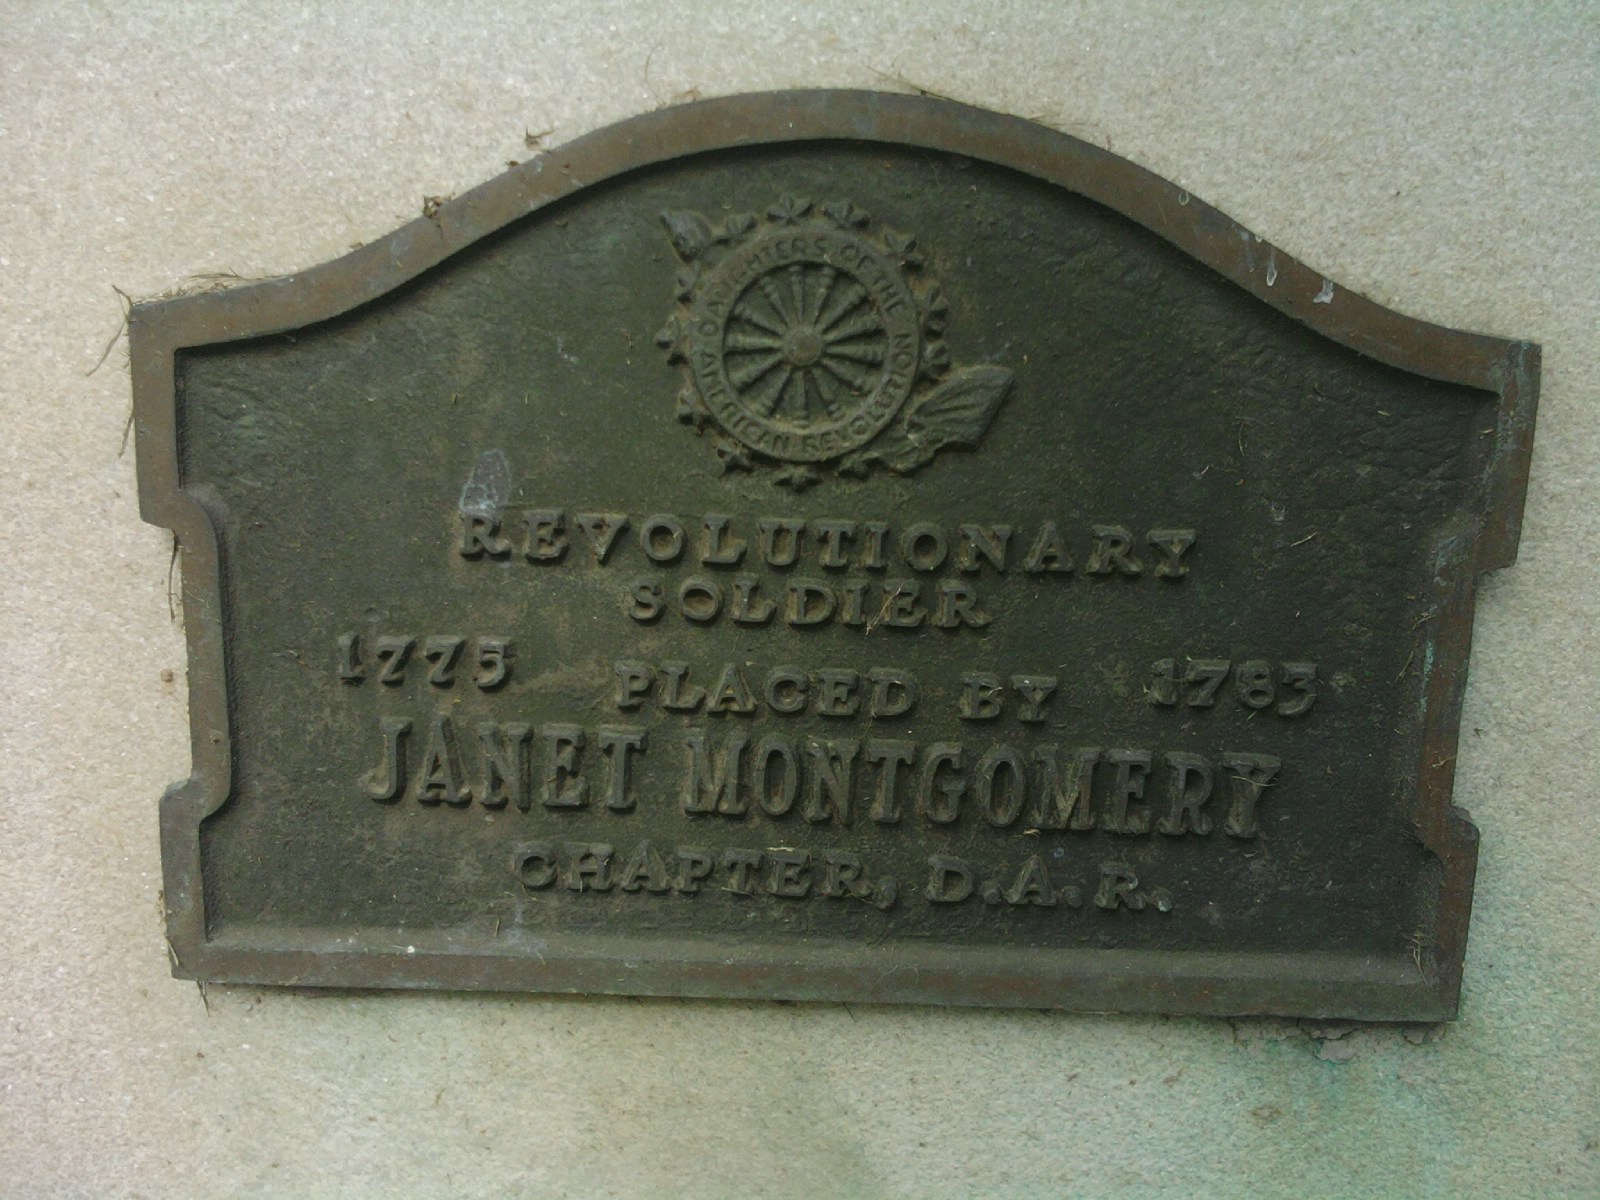 DAUGHTERS OF THE
AMERICAN REVOLUTION
REVOLUTIONARY
SOLDIER
1775 PLACED BY 1783
JANET MONTGOMERY
CHAPTER, D.A.R.